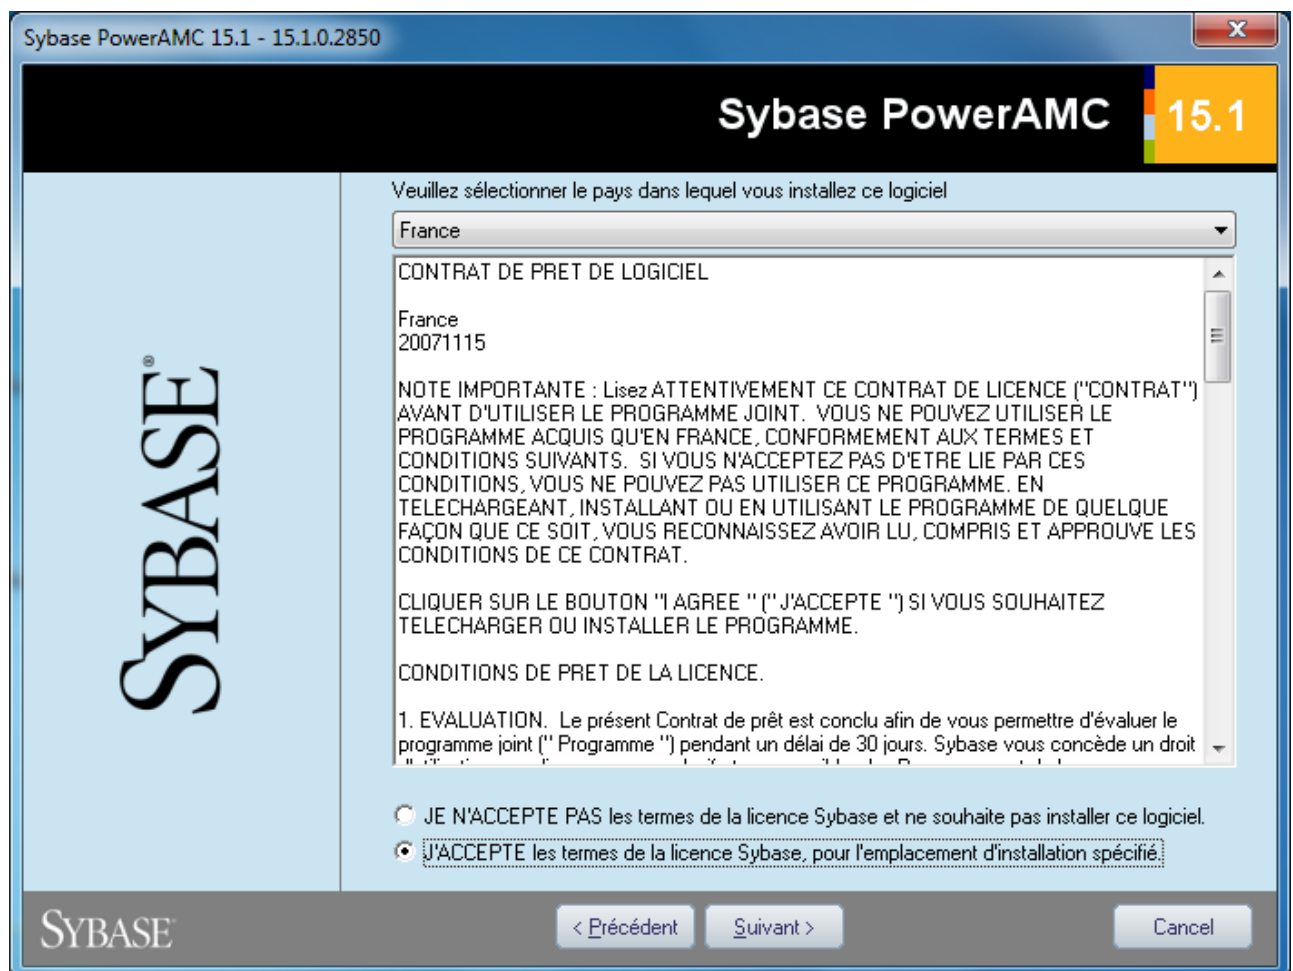 Sybase PowerAMC 15.1 - 15.1.0.2850
Sybase PowerAMC 15.1
Veuillez sélectionner le pays dans lequel vous installez ce logiciel
France
CONTRAT DE PRET DE LOGICIEL
France
20071115
NOTE IMPORTANTE : Lisez ATTENTIVEMENT CE CONTRAT DE LICENCE ("CONTRAT")
AVANT D'UTILISER LE PROGRAMME JOINT.  VOUS NE POUVEZ UTILISER LE
PROGRAMME ACQUIS QU'EN FRANCE, CONFORMEMENT AUX TERMES ET
CONDITIONS SUIVANTS.  SI VOUS N'ACCEPTEZ PAS D'ETRE LIE PAR CES
CONDITIONS, VOUS NE POUVEZ PAS UTILISER CE PROGRAMME. EN
TELECHARGEANT, INSTALLANT OU EN UTILISANT LE PROGRAMME DE QUELQUE
FAÇON QUE CE SOIT, VOUS RECONNAISSEZ AVOIR LU, COMPRIS ET APPROUVE LES
CONDITIONS DE CE CONTRAT.
CLIQUER SUR LE BOUTON "I AGREE " (" J'ACCEPTE ") SI VOUS SOUHAITEZ
TELECHARGER OU INSTALLER LE PROGRAMME.
CONDITIONS DE PRET DE LA LICENCE.
1. EVALUATION.  Le présent Contrat de prêt est conclu afin de vous permettre d'évaluer le
programme joint (" Programme ") pendant un délai de 30 jours. Sybase vous concède un droit
JE N'ACCEPTE PAS les termes de la licence Sybase et ne souhaite pas installer ce logiciel.
J'ACCEPTE les termes de la licence Sybase, pour l'emplacement d'installation spécifié.
SYBASE®
SYBASE
< Précédent
Suivant >
Cancel